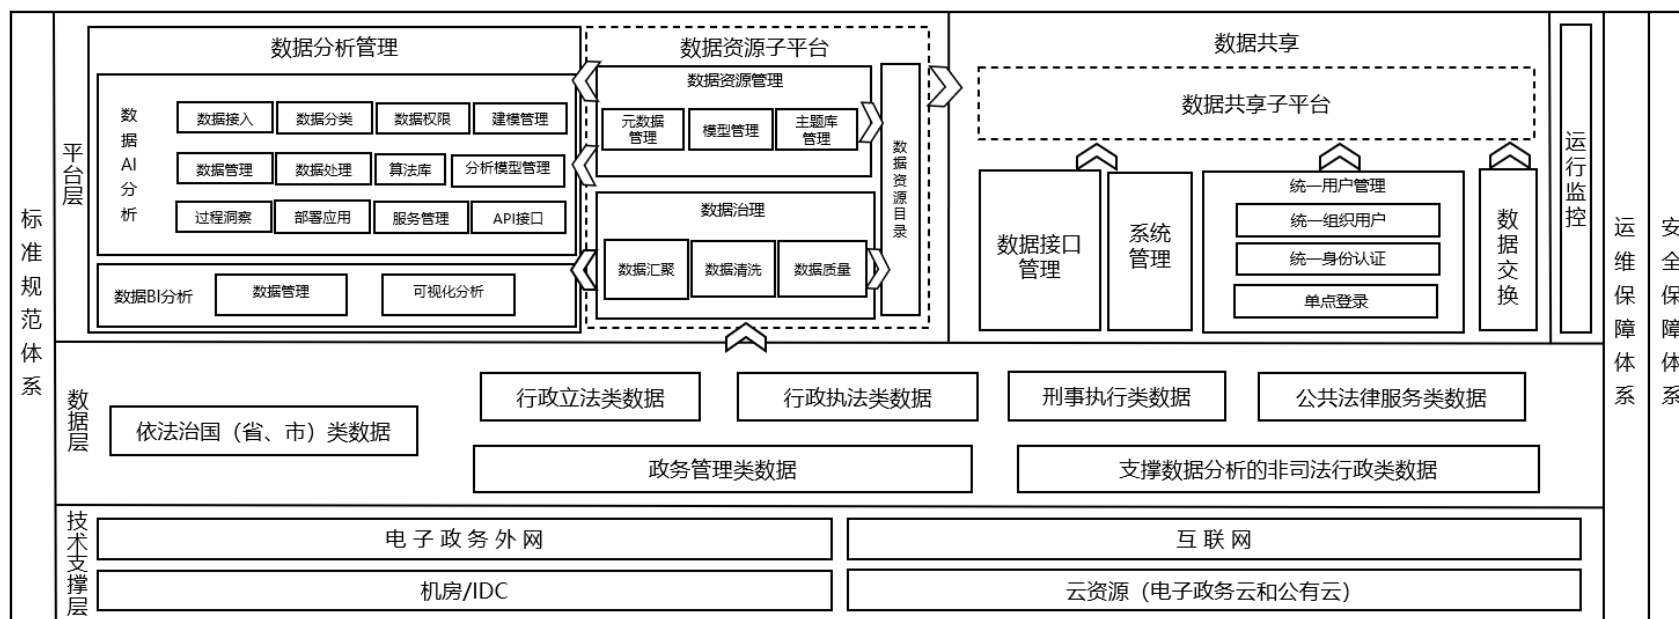 标准规范体系
平台层
数据分析管理
数据AI分析
数据接入
数据分类
数据权限
建模管理
数据管理
数据处理
算法库
分析模型管理
过程洞察
部署应用
服务管理
API接口
数据BI分析
数据管理
可视化分析
数据资源子平台
数据资源管理
元数据
管理
模型管理
主题库
管理
数据治理
数据汇聚
数据清洗
数据质量
数据资源目录
数据共享
数据共享子平台
数据接口
管理
系统
管理
统一用户管理
统一组织用户
统一身份认证
单点登录
数据交换
运行监控
数据层
依法治国（省、市）类数据
行政立法类数据
行政执法类数据
刑事执行类数据
公共法律服务类数据
政务管理类数据
支撑数据分析的非司法行政类数据
技术支撑层
电子政务外网
互联网
机房/IDC
云资源（电子政务云和公有云）
运维保障体系
安全保障体系